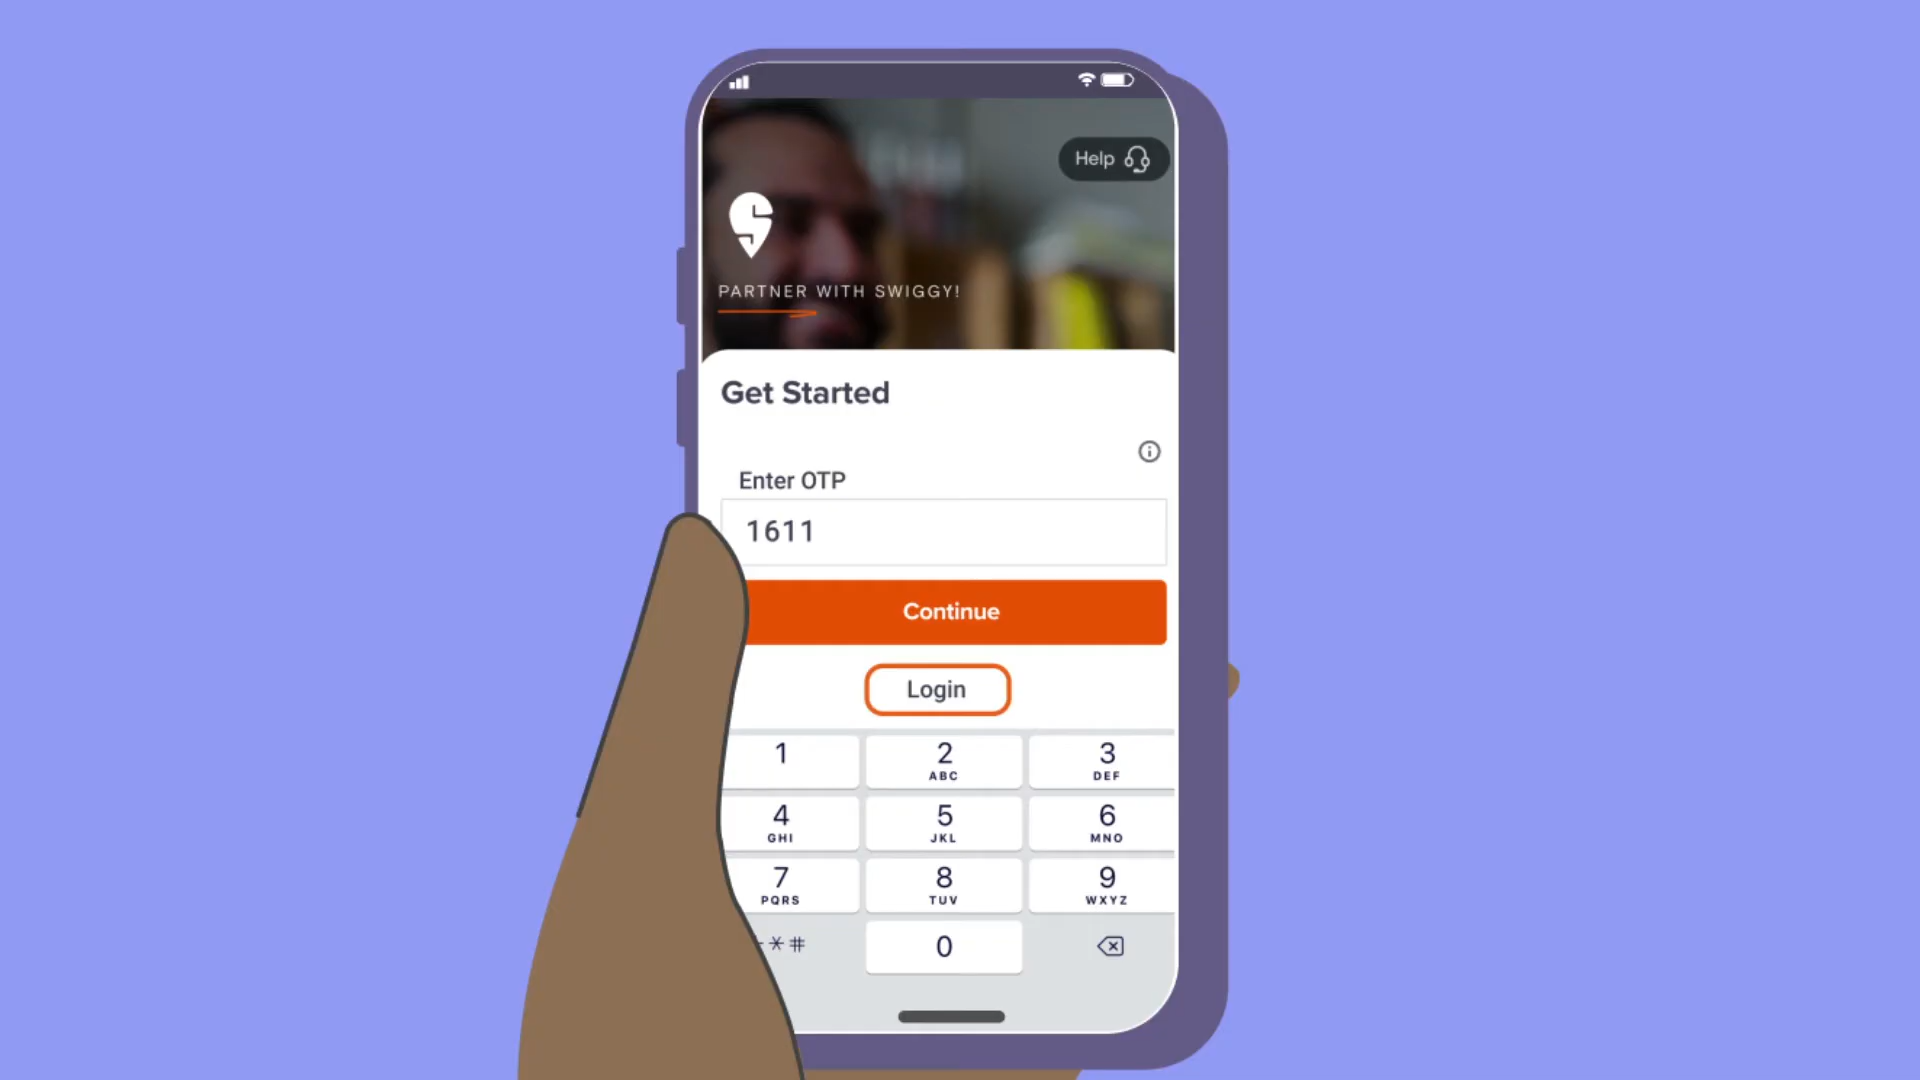 Help
PARTNER WITH SWIGGY!
Get Started
Enter OTP
1611
Continue
Login
1
2
ABC
3
DEF
4
GHI
5
JKL
6
MNO
7
PQRS
8
TUV
9
WXYZ
*#
0